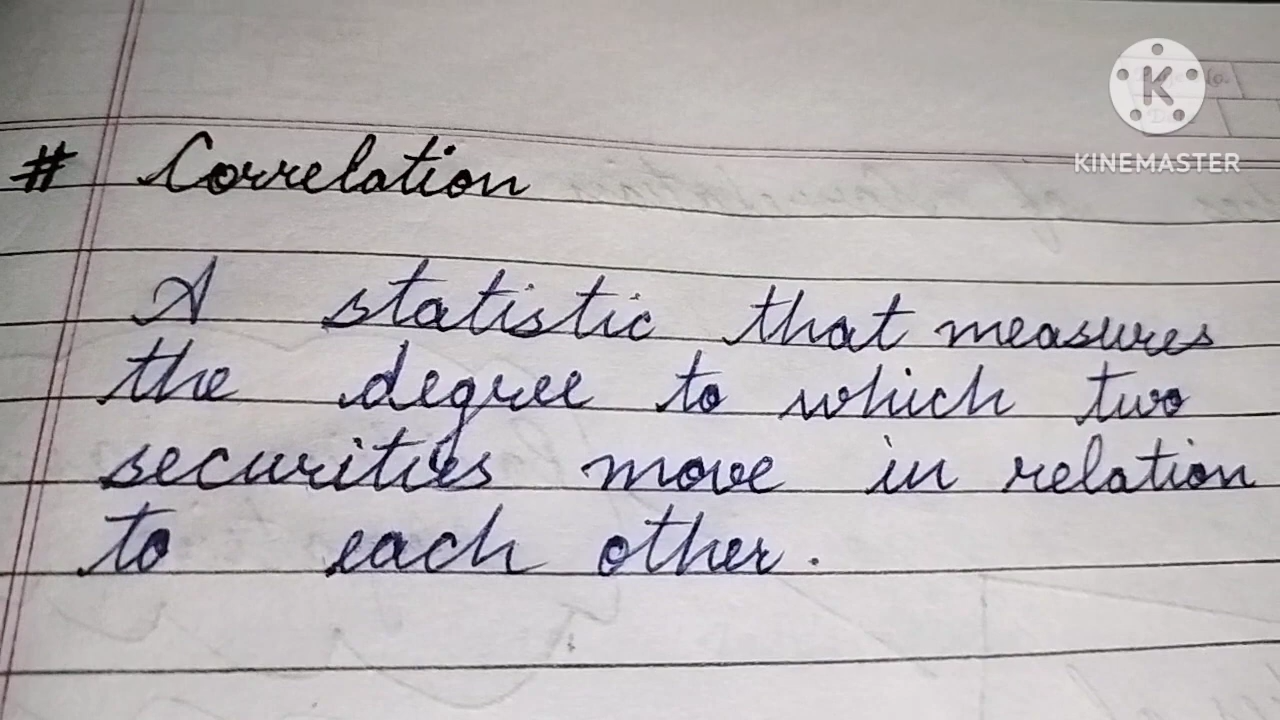 KINEMASTER
# Correlation
A statistic that measures
the degree to which two
securities move in relation
to each other.